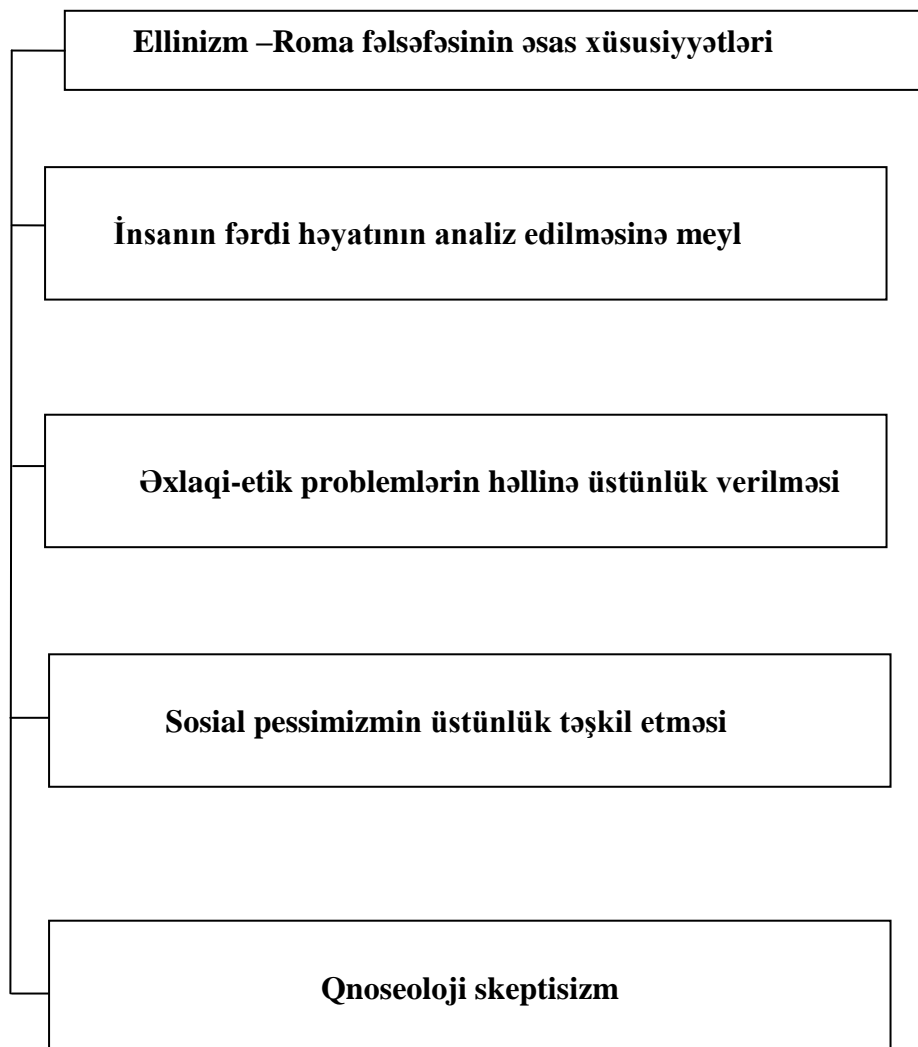 Ellinizm –Roma fəlsəfəsinin əsas xüsusiyyətləri
İnsanın fərdi həyatının analiz edilməsinə meyl
Əxlaqi-etik problemlərin həllinə üstünlük verilməsi
Sosial pessimizmin üstünlük təşkil etməsi
Qnoseoloji skeptisizm